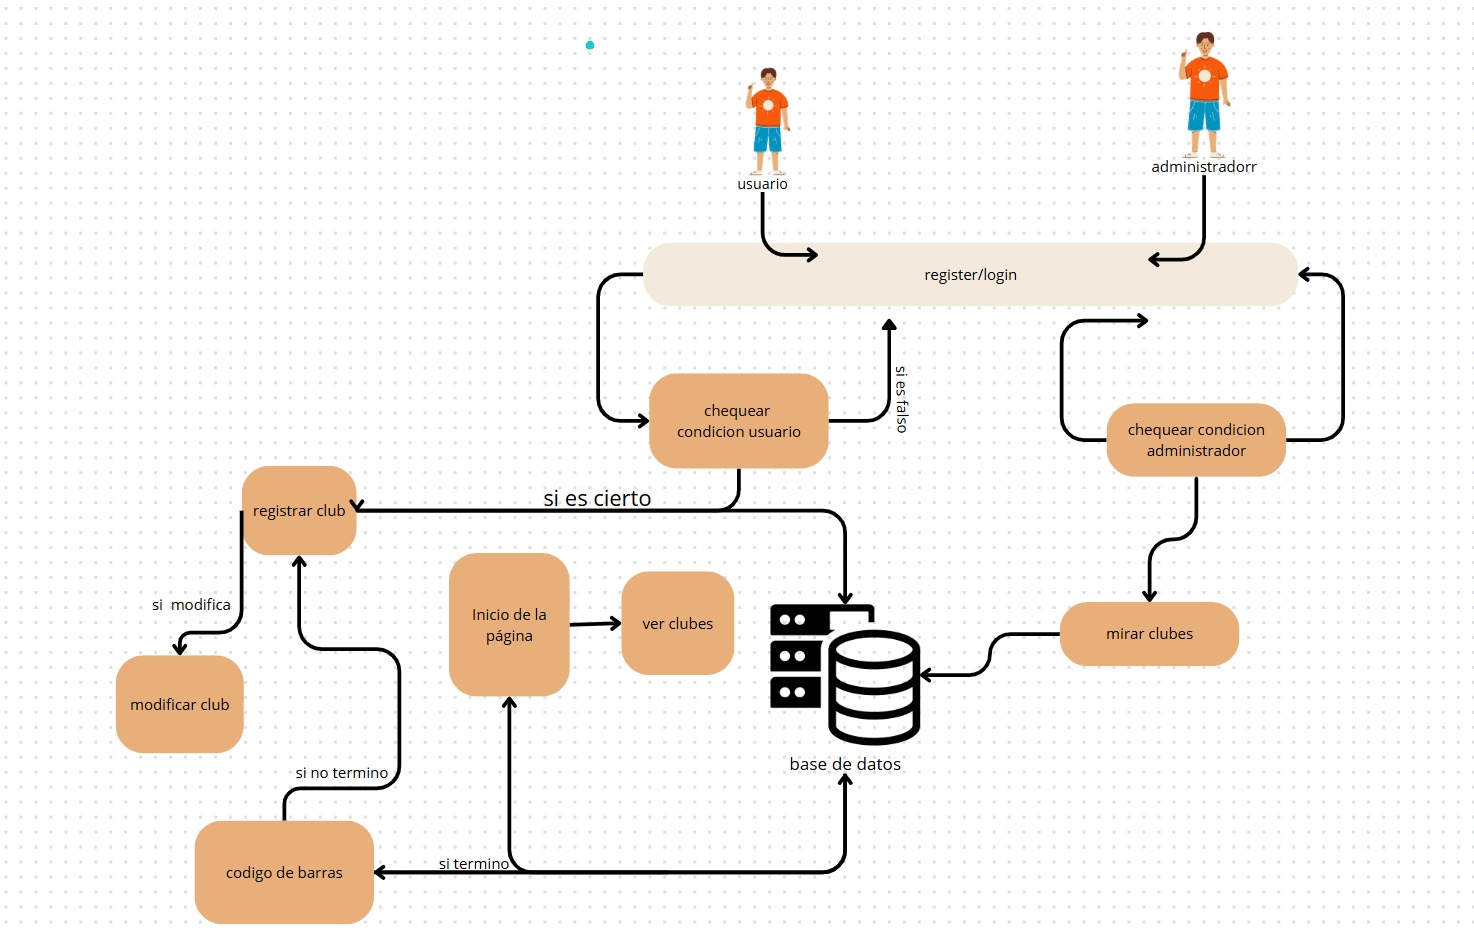 usuario
administradorr
register/login
chequear
condicion usuario
si es falso
chequear condicion
administrador
si es cierto
registrar club
si  modifica
Inicio de la
página
ver clubes
mirar clubes
modificar club
si no termino
base de datos
si termino
codigo de barras